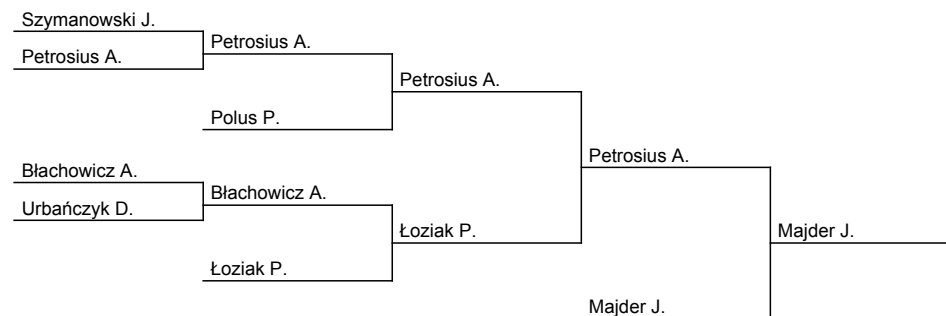 Szymanowski J.
Petrosius A.
Petrosius A.
Petrosius A.
Polus P.
Petrosius A.
Błachowicz A.
Błachowicz A.
Urbańczyk D.
Łoziak P.
Majder J.
Łoziak P.
Majder J.